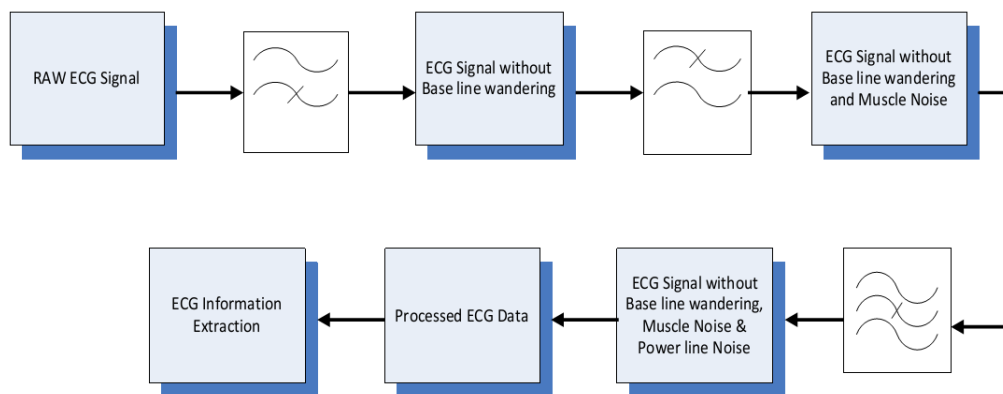 RAW ECG Signal
ECG Signal without
Base line wandering
ECG Signal without
Base line wandering
and Muscle Noise
ECG Signal without
Base line wandering,
Muscle Noise &
Power line Noise
Processed ECG Data
ECG Information
Extraction